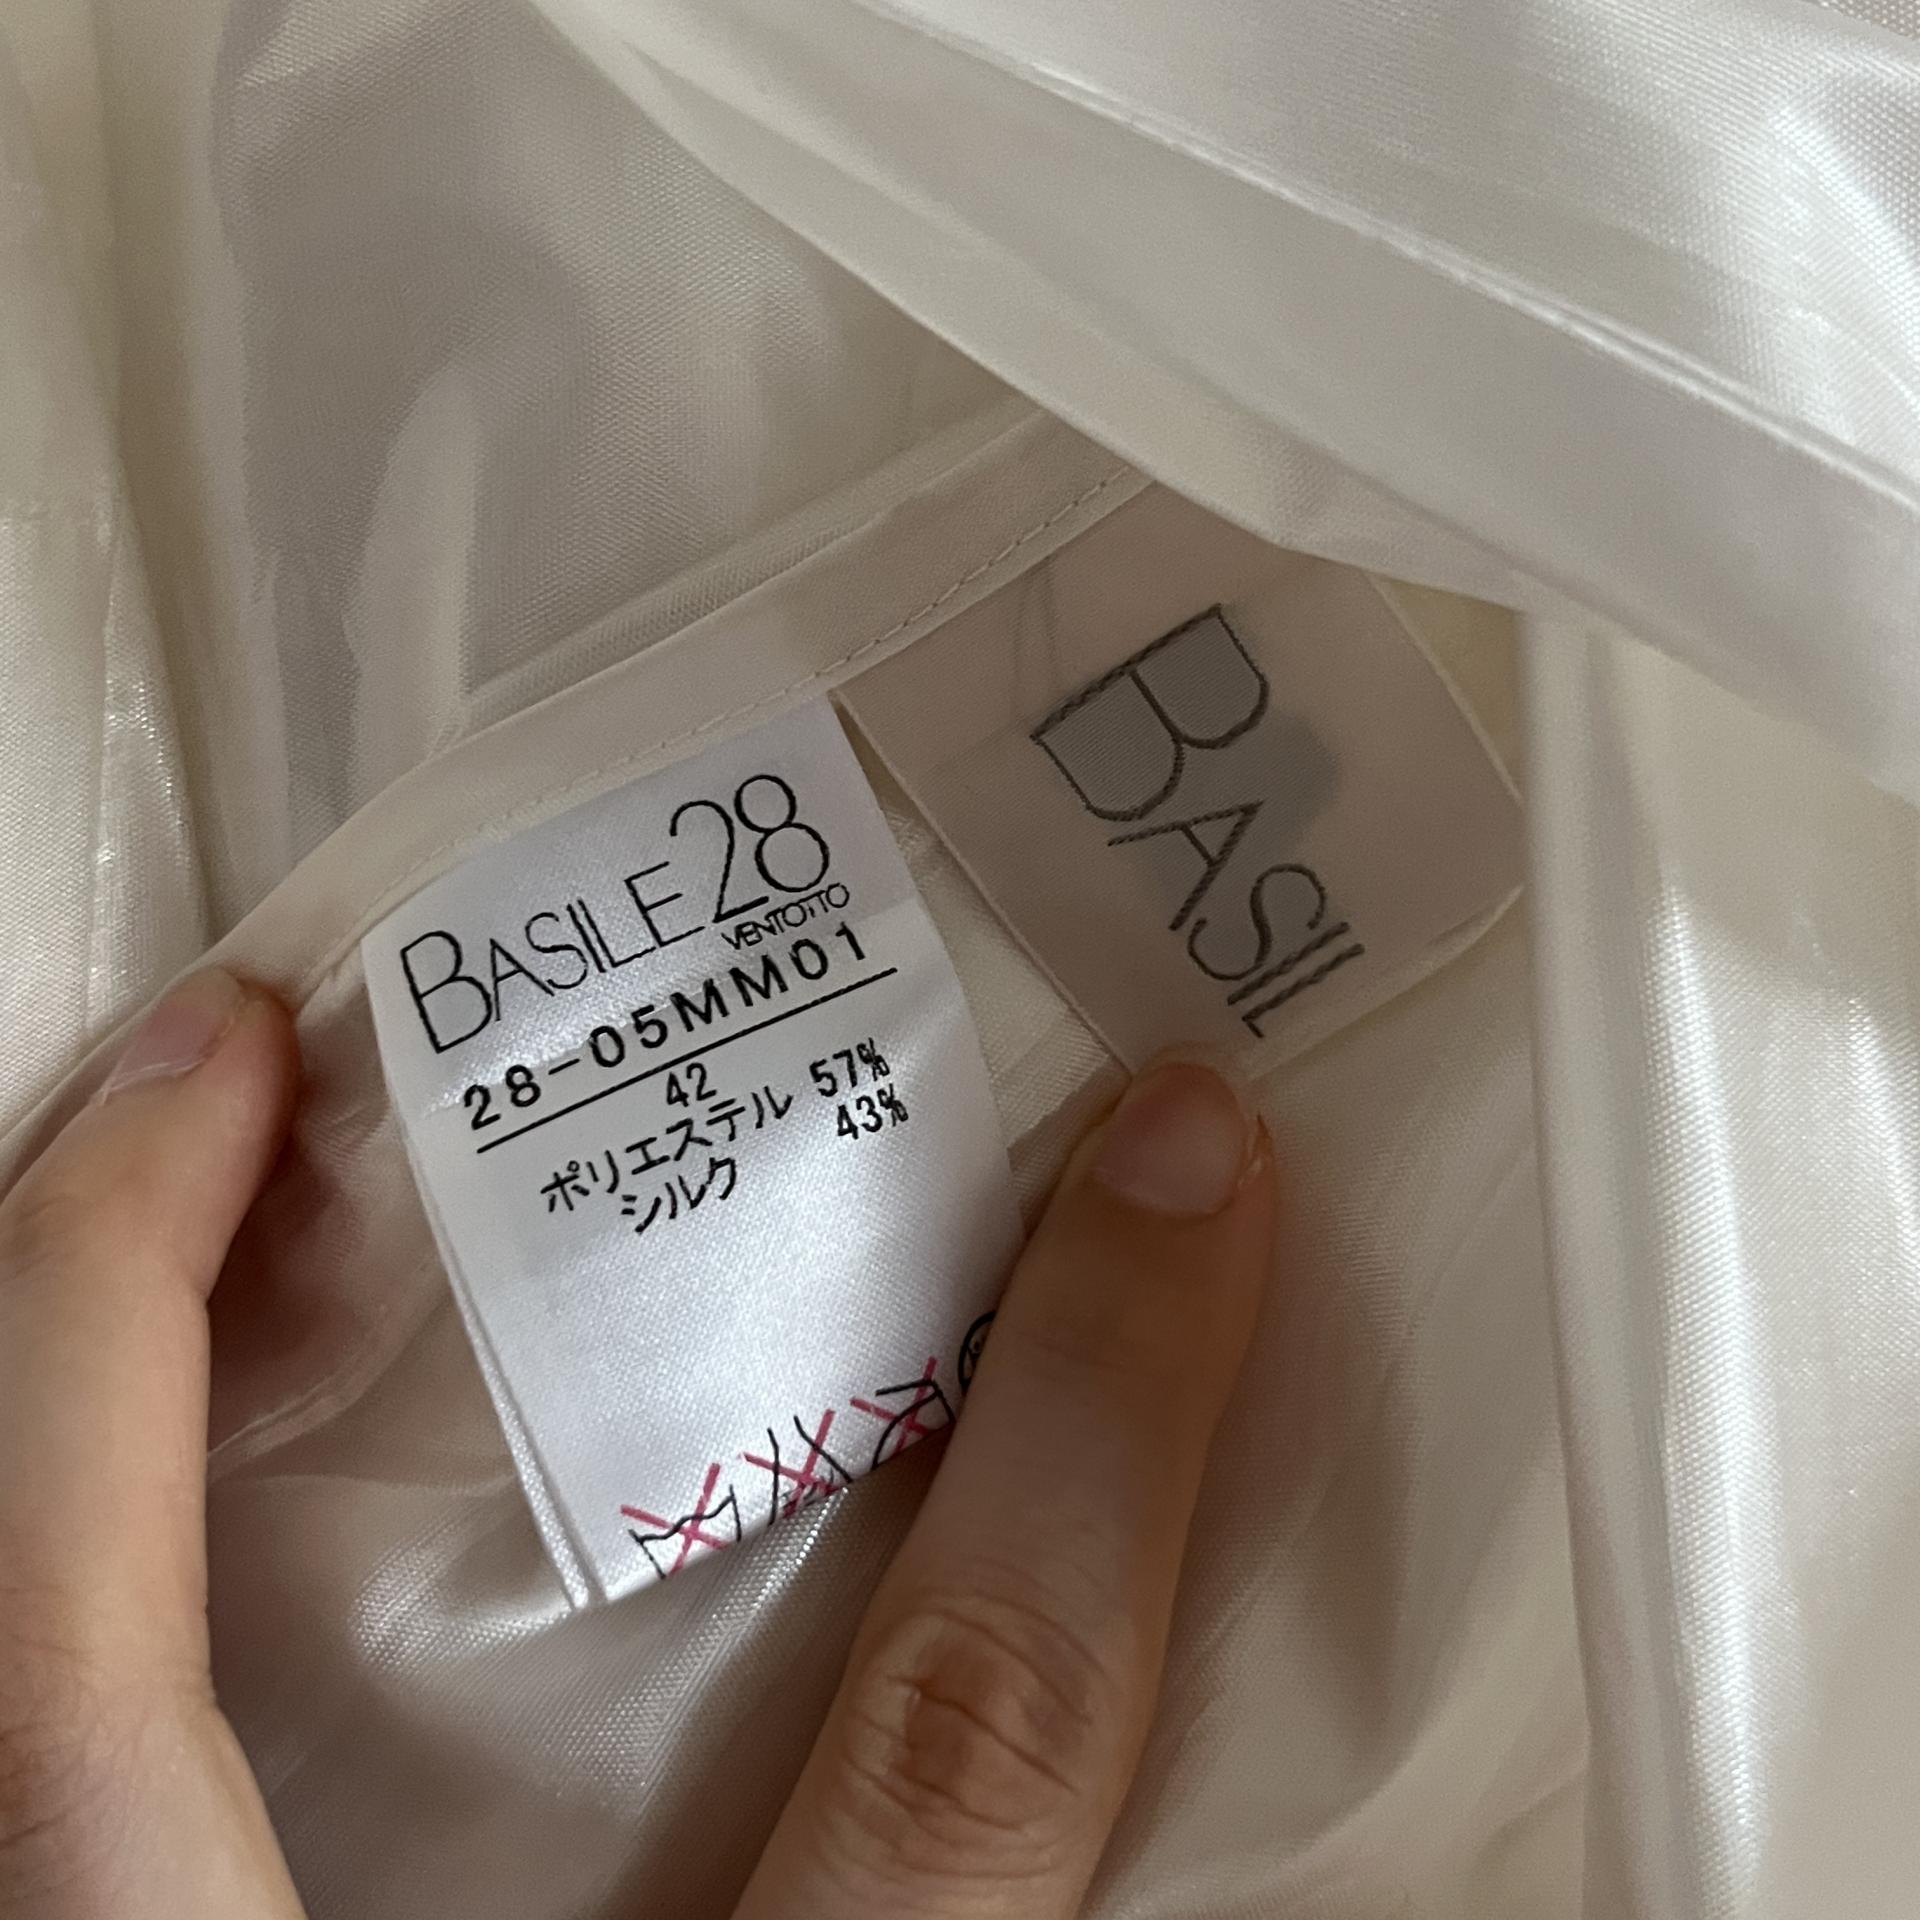 BASILE28
VENTOTTO
28-05MM01
42
ポリエステル 57%
シルク 43%
BASIL